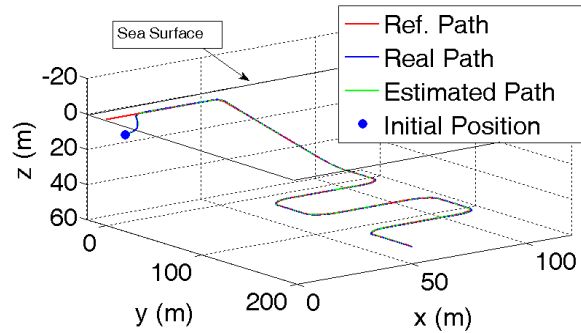 Sea Surface
Ref. Path
Real Path
Estimated Path
Initial Position
-20
0
20
40
60
z (m)
0
100
200
y (m)
0
50
100
x (m)